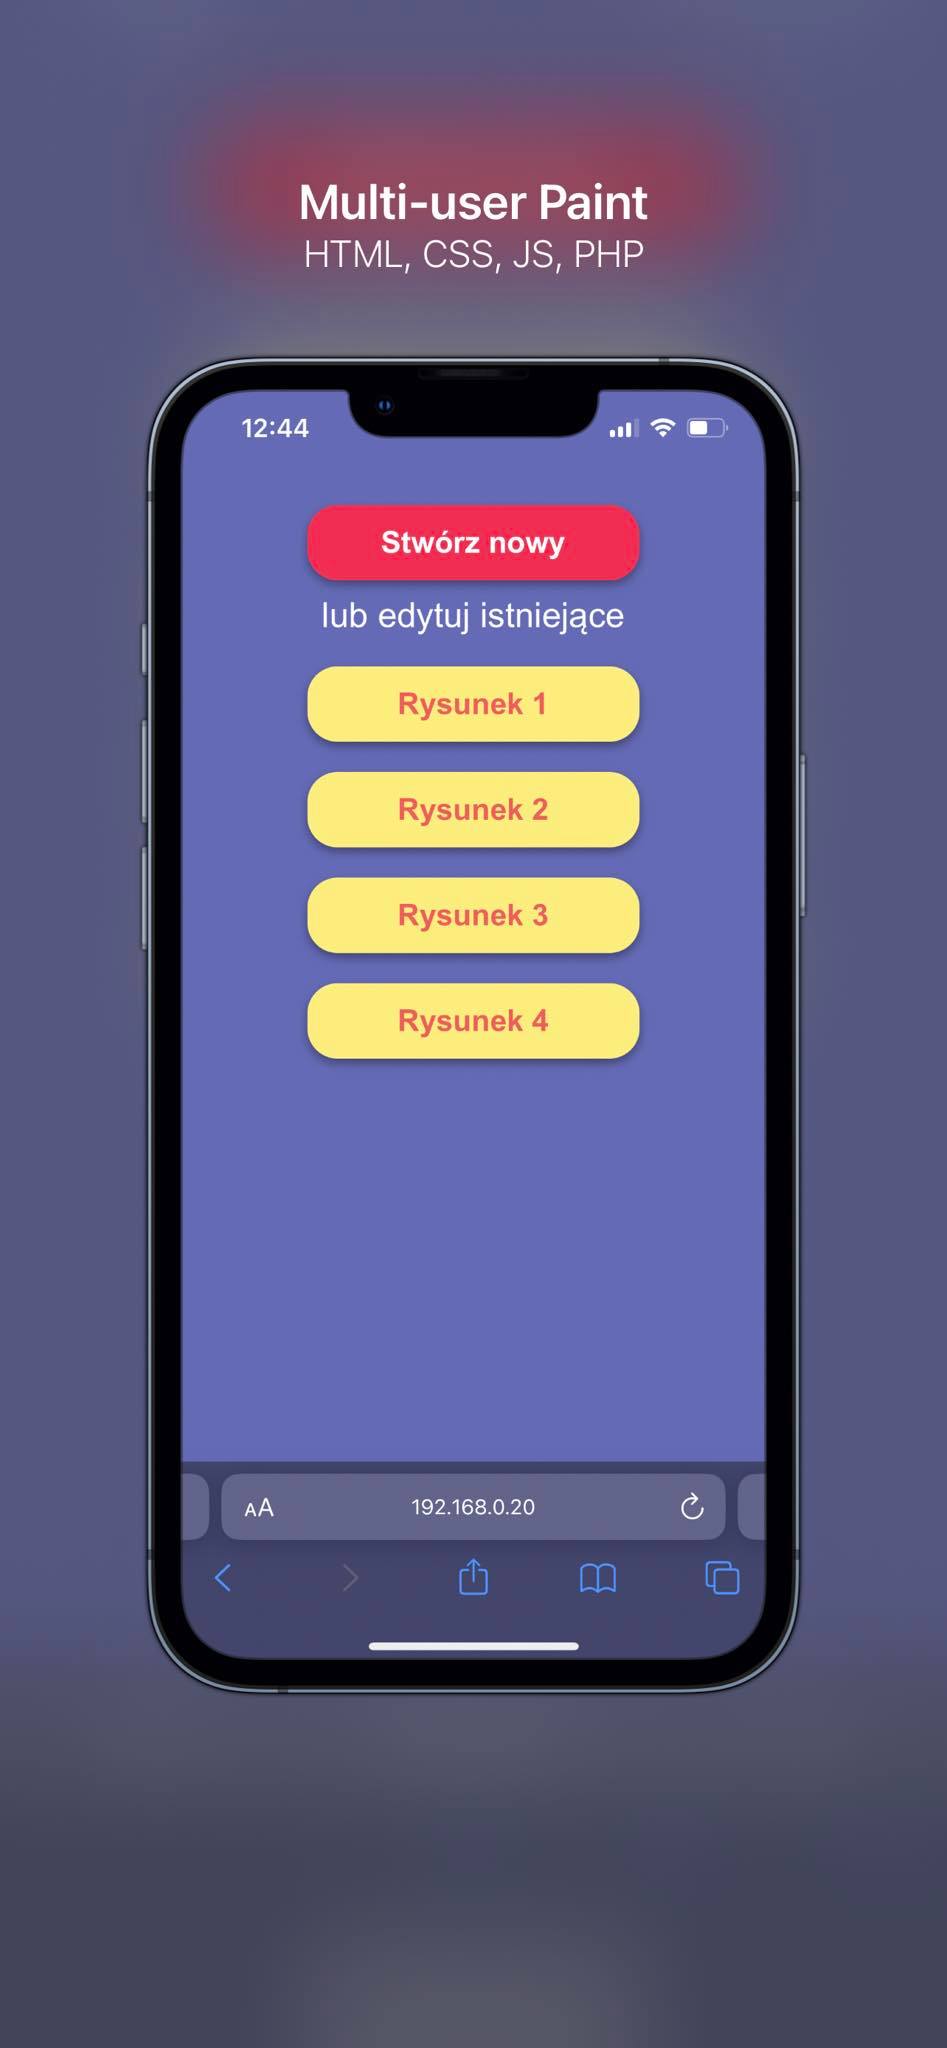 Multi-user Paint
HTML, CSS, JS, PHP
12:44
Stwórz nowy
lub edytuj istniejące
Rysunek 1
Rysunek 2
Rysunek 3
Rysunek 4
AA 192.168.0.20